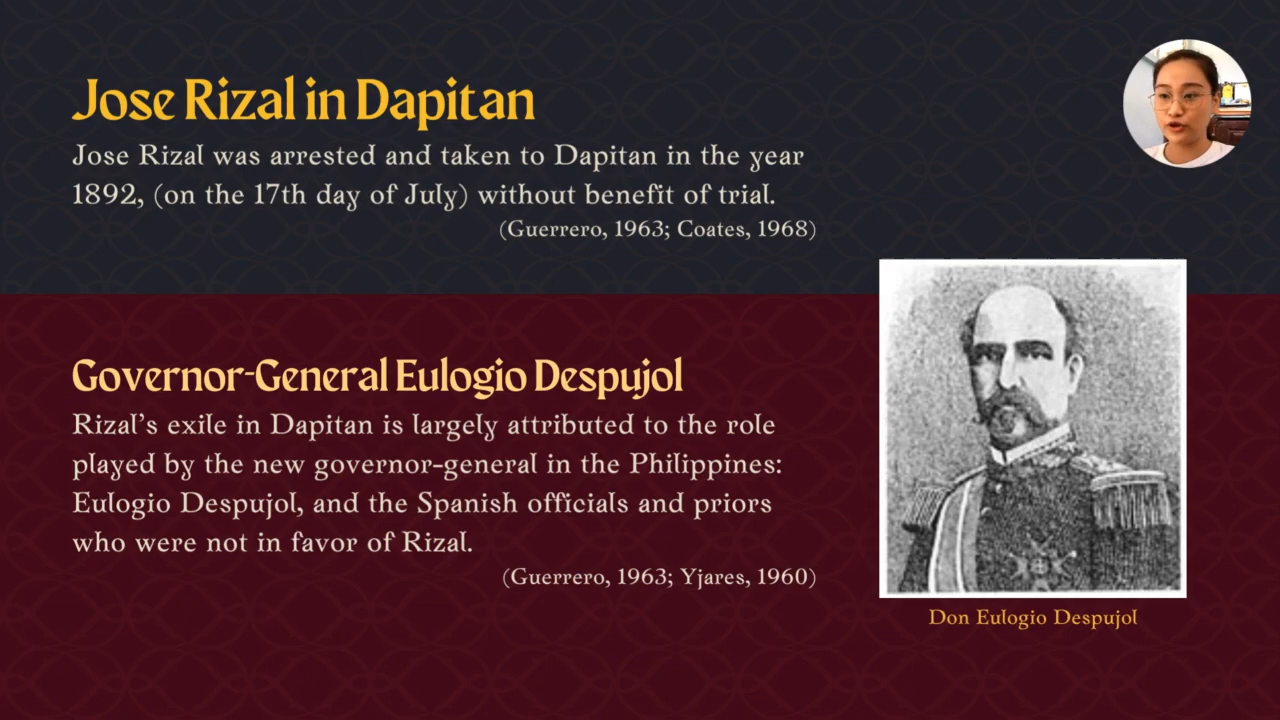 Jose Rizal in Dapitan
Jose Rizal was arrested and taken to Dapitan in the year
1892, (on the 17th day of July) without benefit of trial.
(Guerrero, 1963; Coates, 1968)
Governor-General Eulogio Despujol
Rizal's exile in Dapitan is largely attributed to the role
played by the new governor-general in the Philippines:
Eulogio Despujol, and the Spanish officials and priors
who were not in favor of Rizal.
(Guerrero, 1963; Yjares, 1960)
Don Eulogio Despujol